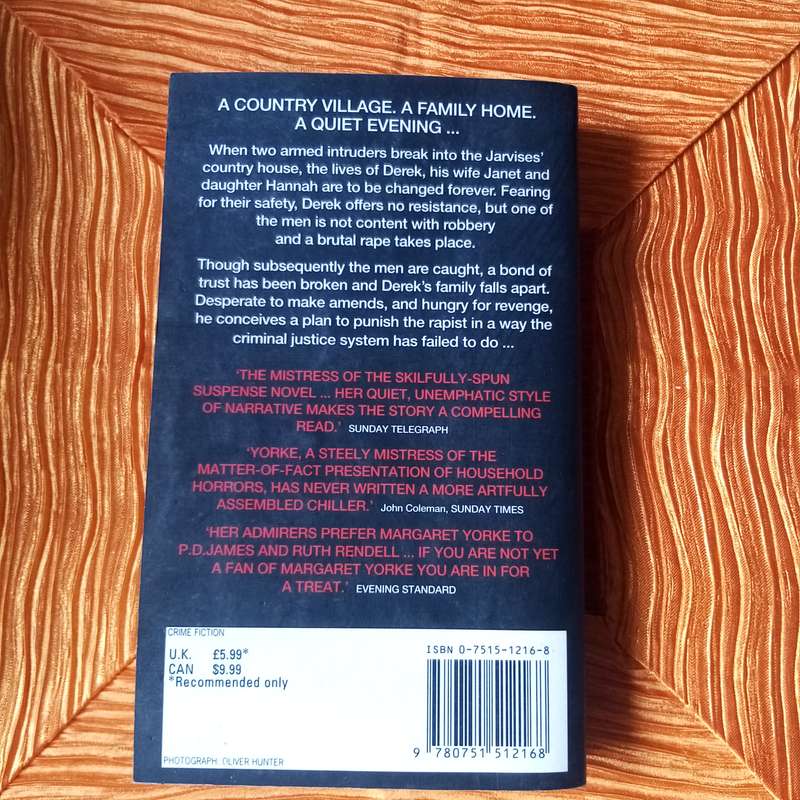 A COUNTRY VILLAGE. A FAMILY HOME.
A QUIET EVENING ...
When two armed intruders break into the Jarvises'
country house, the lives of Derek, his wife Janet and
daughter Hannah are to be changed forever. Fearing
for their safety, Derek offers no resistance, but one of
the men is not content with robbery
and a brutal rape takes place.
Though subsequently the men are caught, a bond of
trust has been broken and Derek's family falls apart.
Desperate to make amends, and hungry for revenge,
he conceives a plan to punish the rapist in a way the
criminal justice system has failed to do ...
'THE MISTRESS OF THE SKILFULLY-SPUN
SUSPENSE NOVEL ... HER QUIET, UNEMPHATIC STYLE
OF NARRATIVE MAKES THE STORY A COMPELLING
READ.' SUNDAY TELEGRAPH
'YORKE, A STEELY MISTRESS OF THE
MATTER-OF-FACT PRESENTATION OF HOUSEHOLD
HORRORS, HAS NEVER WRITTEN A MORE ARTFULLY
ASSEMBLED CHILLER.' John Coleman, SUNDAY TIMES
'HER ADMIRERS PREFER MARGARET YORKE TO
P.D.JAMES AND RUTH RENDELL ... IF YOU ARE NOT YET
A FAN OF MARGARET YORKE YOU ARE IN FOR
A TREAT.' EVENING STANDARD
CRIME FICTION
U.K. £5.99*
CAN $9.99
*Recommended only
ISBN 0-7515-1216-8
9 780751 512168
PHOTOGRAPH: OLIVER HUNTER